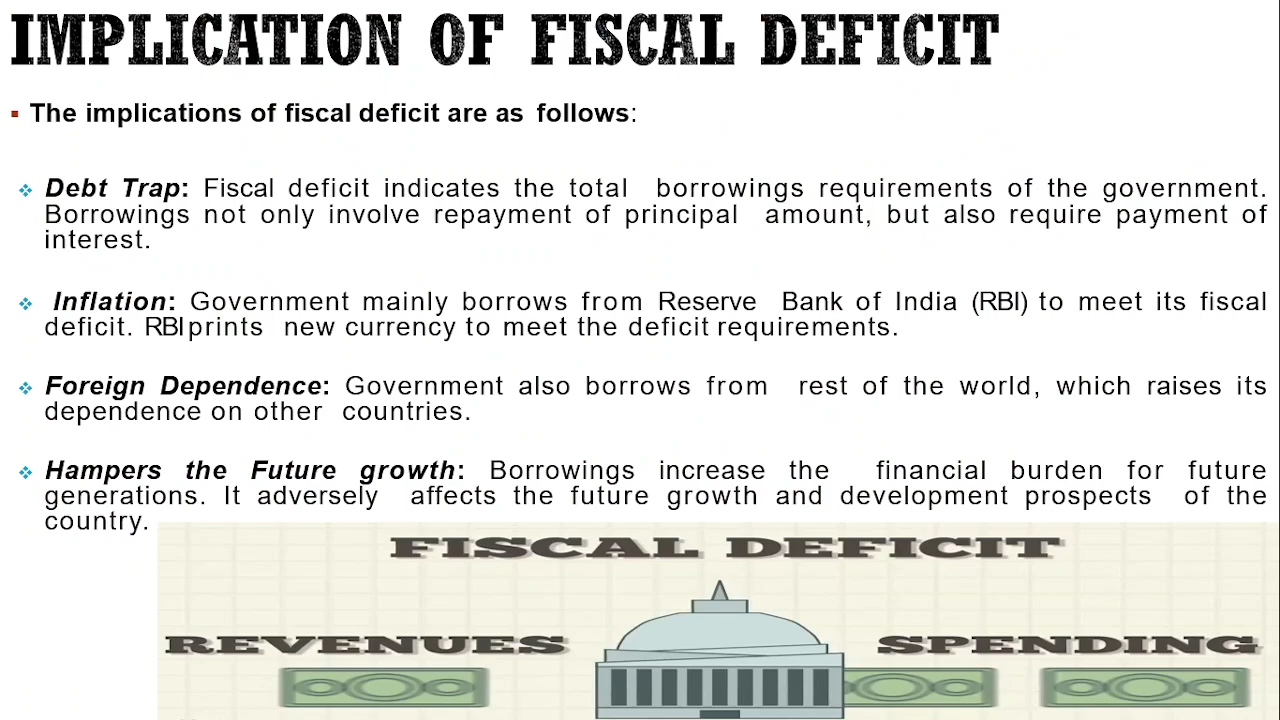 IMPLICATION OF FISCAL DEFICIT
▪ The implications of fiscal deficit are as follows:
❖ Debt Trap: Fiscal deficit indicates the total borrowings requirements of the government.
Borrowings not only involve repayment of principal amount, but also require payment of
interest.
❖ Inflation: Government mainly borrows from Reserve Bank of India (RBI) to meet its fiscal
deficit. RBI prints new currency to meet the deficit requirements.
❖ Foreign Dependence: Government also borrows from rest of the world, which raises its
dependence on other countries.
❖ Hampers the Future growth: Borrowings increase the financial burden for future
generations. It adversely affects the future growth and development prospects of the
country.
FISCAL DEFICIT
REVENUES SPENDING